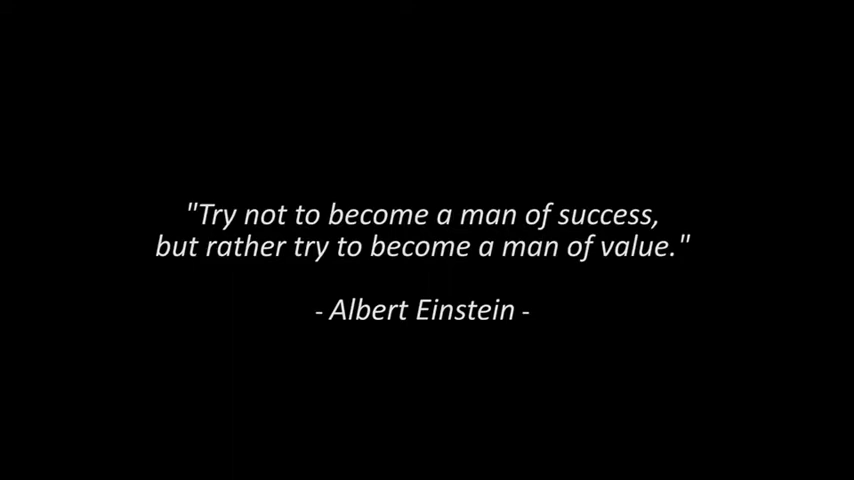 "Try not to become a man of success,
but rather try to become a man of value."
- Albert Einstein -